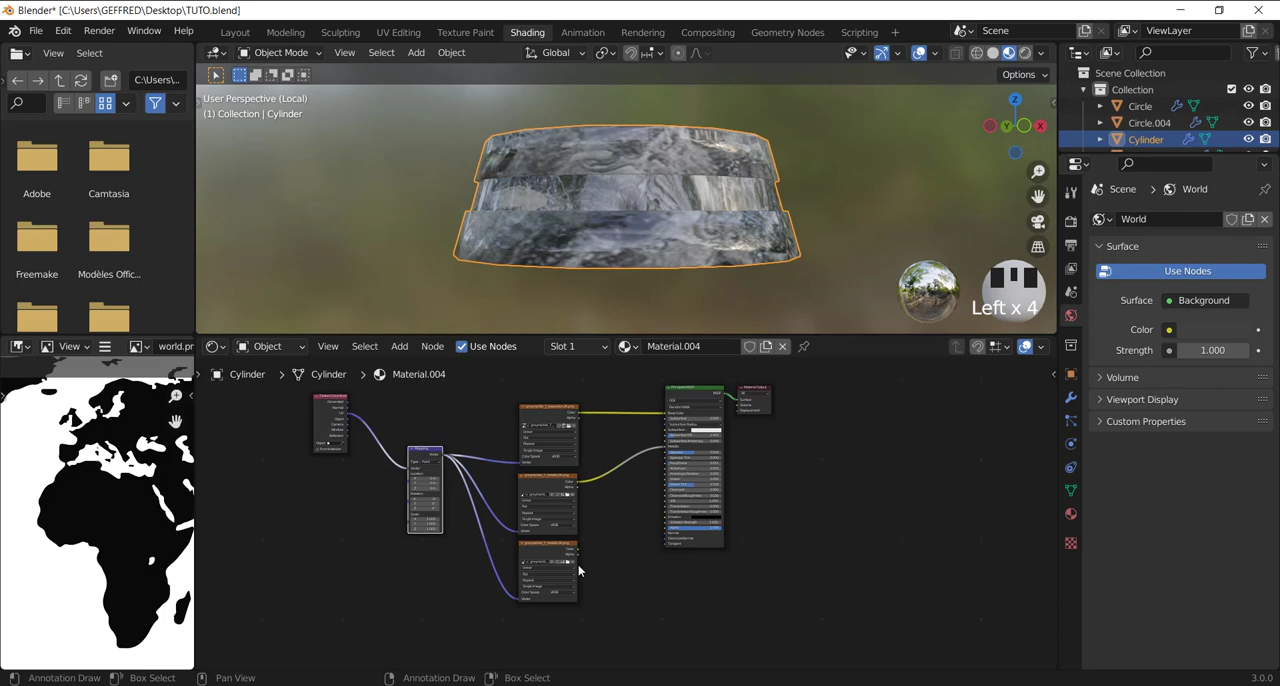 Blender* [C:\Users\GEFFRED\Desktop\TUTO.blend]
File Edit Render Window Help
Layout Modeling Sculpting UV Editing Texture Paint Shading Animation Rendering Compositing Geometry Nodes Scripting +
Scene
ViewLayer
View Select
Object Mode View Select Add Object
Global
C:\Users\...
Options
User Perspective (Local)
(1) Collection | Cylinder
Z
Y
X
Scene Collection
Collection
Circle
Circle.004
Cylinder
Adobe
Camtasia
Freemake
Modèles Offic...
Scene
World
World
Surface
Use Nodes
Surface
Background
Color
Strength
1.000
Volume
Viewport Display
Custom Properties
Left x 4
View
world.pr
Object View Select Add Node Use Nodes Slot 1 Material.004
Cylinder
Cylinder
Material.004
Annotation Draw
Box Select
Pan View
Annotation Draw
Box Select
3.0.0